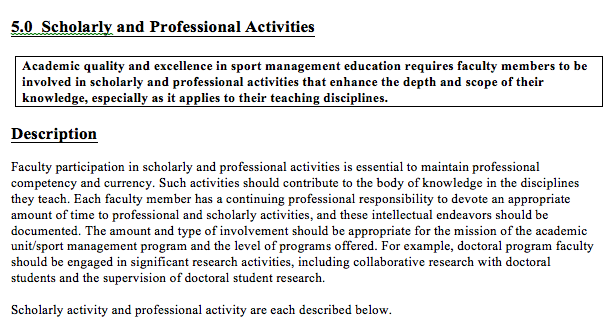 5.0 Scholarly and Professional Activities
Academic quality and excellence in sport management education requires faculty members to be
involved in scholarly and professional activities that enhance the depth and scope of their
knowledge, especially as it applies to their teaching disciplines.
Description
Faculty participation in scholarly and professional activities is essential to maintain professional
competency and currency. Such activities should contribute to the body of knowledge in the disciplines
they teach. Each faculty member has a continuing professional responsibility to devote an appropriate
amount of time to professional and scholarly activities, and these intellectual endeavors should be
documented. The amount and type of involvement should be appropriate for the mission of the academic
unit/sport management program and the level of programs offered. For example, doctoral program faculty
should be engaged in significant research activities, including collaborative research with doctoral
students and the supervision of doctoral student research.
Scholarly activity and professional activity are each described below.